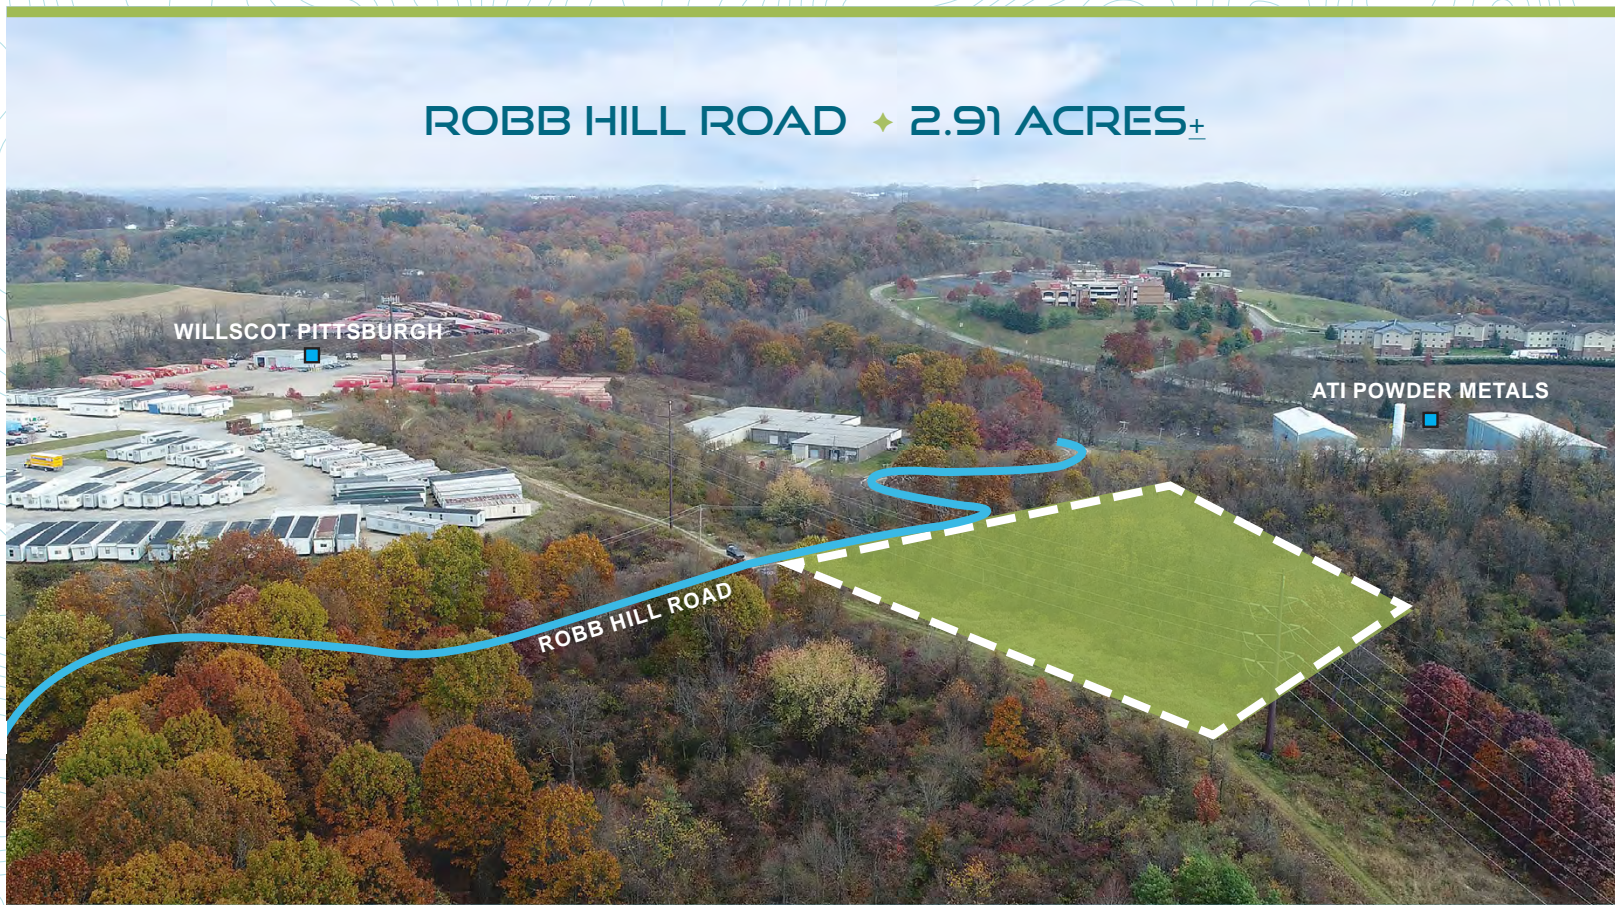 ROBB HILL ROAD ✦ 2.91 ACRES±
WILLSCOT PITTSBURGH
ATI POWDER METALS
ROBB HILL ROAD